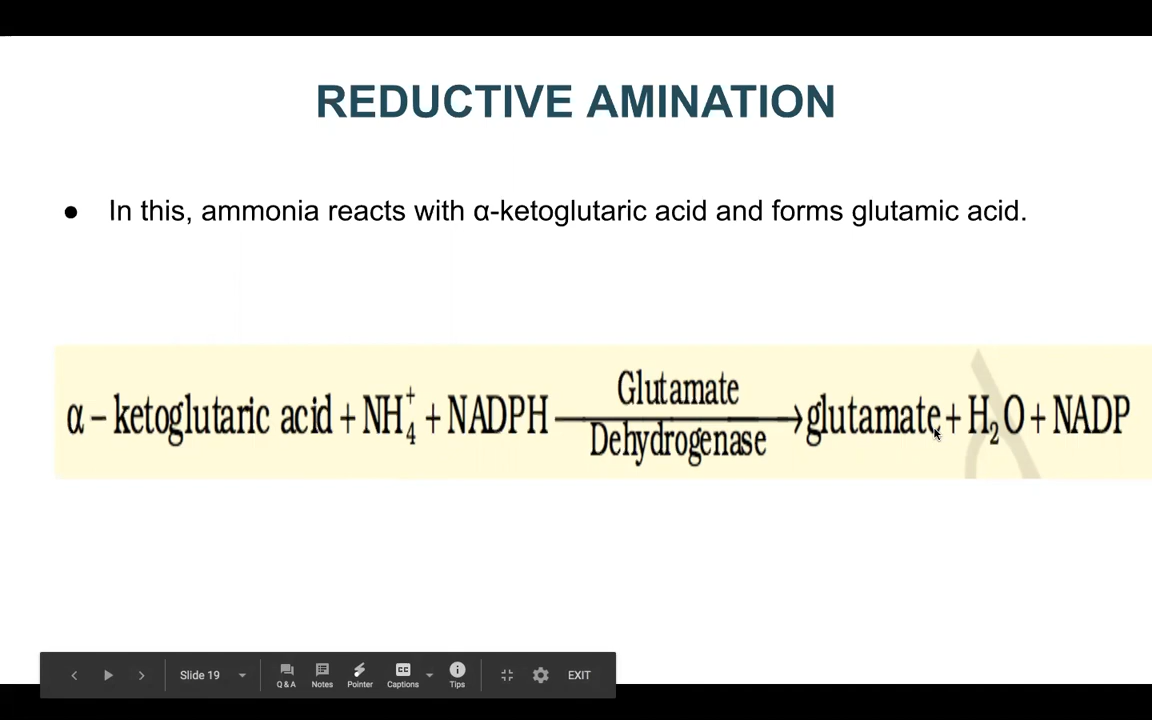 REDUCTIVE AMINATION
● In this, ammonia reacts with α-ketoglutaric acid and forms glutamic acid.
Glutamate
α – ketoglutaric acid + NH₄⁺ + NADPH ⟶ glutamate + H₂O + NADP
Dehydrogenase
Slide 19
Q & A Notes Pointer CC Captions Tips EXIT